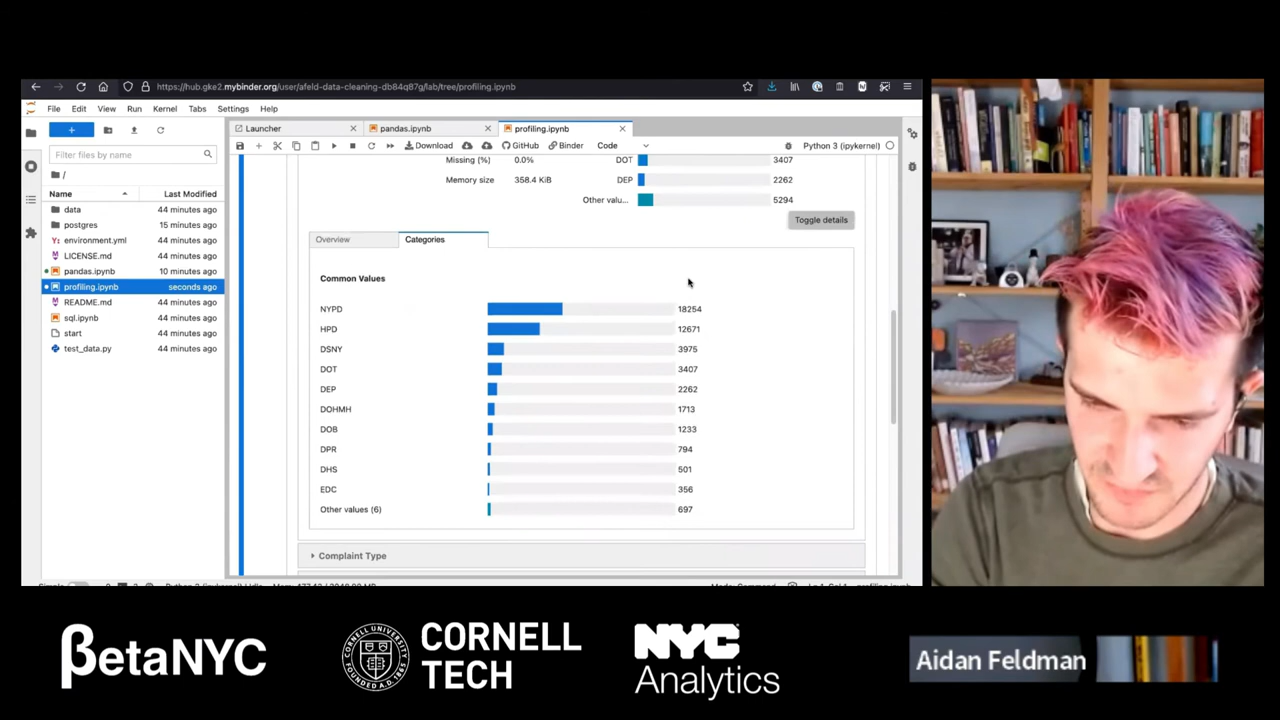 https://hub.gke2.mybinder.org/user/afeld-data-cleaning-db84q87g/lab/tree/profiling.ipynb
File Edit View Run Kernel Tabs Settings Help
Filter files by name
/
Name Last Modified
data 44 minutes ago
postgres 15 minutes ago
environment.yml 44 minutes ago
LICENSE.md 44 minutes ago
pandas.ipynb 10 minutes ago
profiling.ipynb seconds ago
README.md 44 minutes ago
sql.ipynb 44 minutes ago
start 44 minutes ago
test_data.py 44 minutes ago
Launcher pandas.ipynb profiling.ipynb
Download GitHub Binder Code Python 3 (ipykernel)
Missing (%) 0.0% DOT 3407
Memory size 358.4 KiB DEP 2262
Other valu... 5294
Toggle details
Overview Categories
Common Values
NYPD 18254
HPD 12671
DSNY 3975
DOT 3407
DEP 2262
DOHMH 1713
DOB 1233
DPR 794
DHS 501
EDC 356
Other values (6) 697
Complaint Type
βetaNYC
CORNELL
TECH
NYC
Analytics
Aidan Feldman